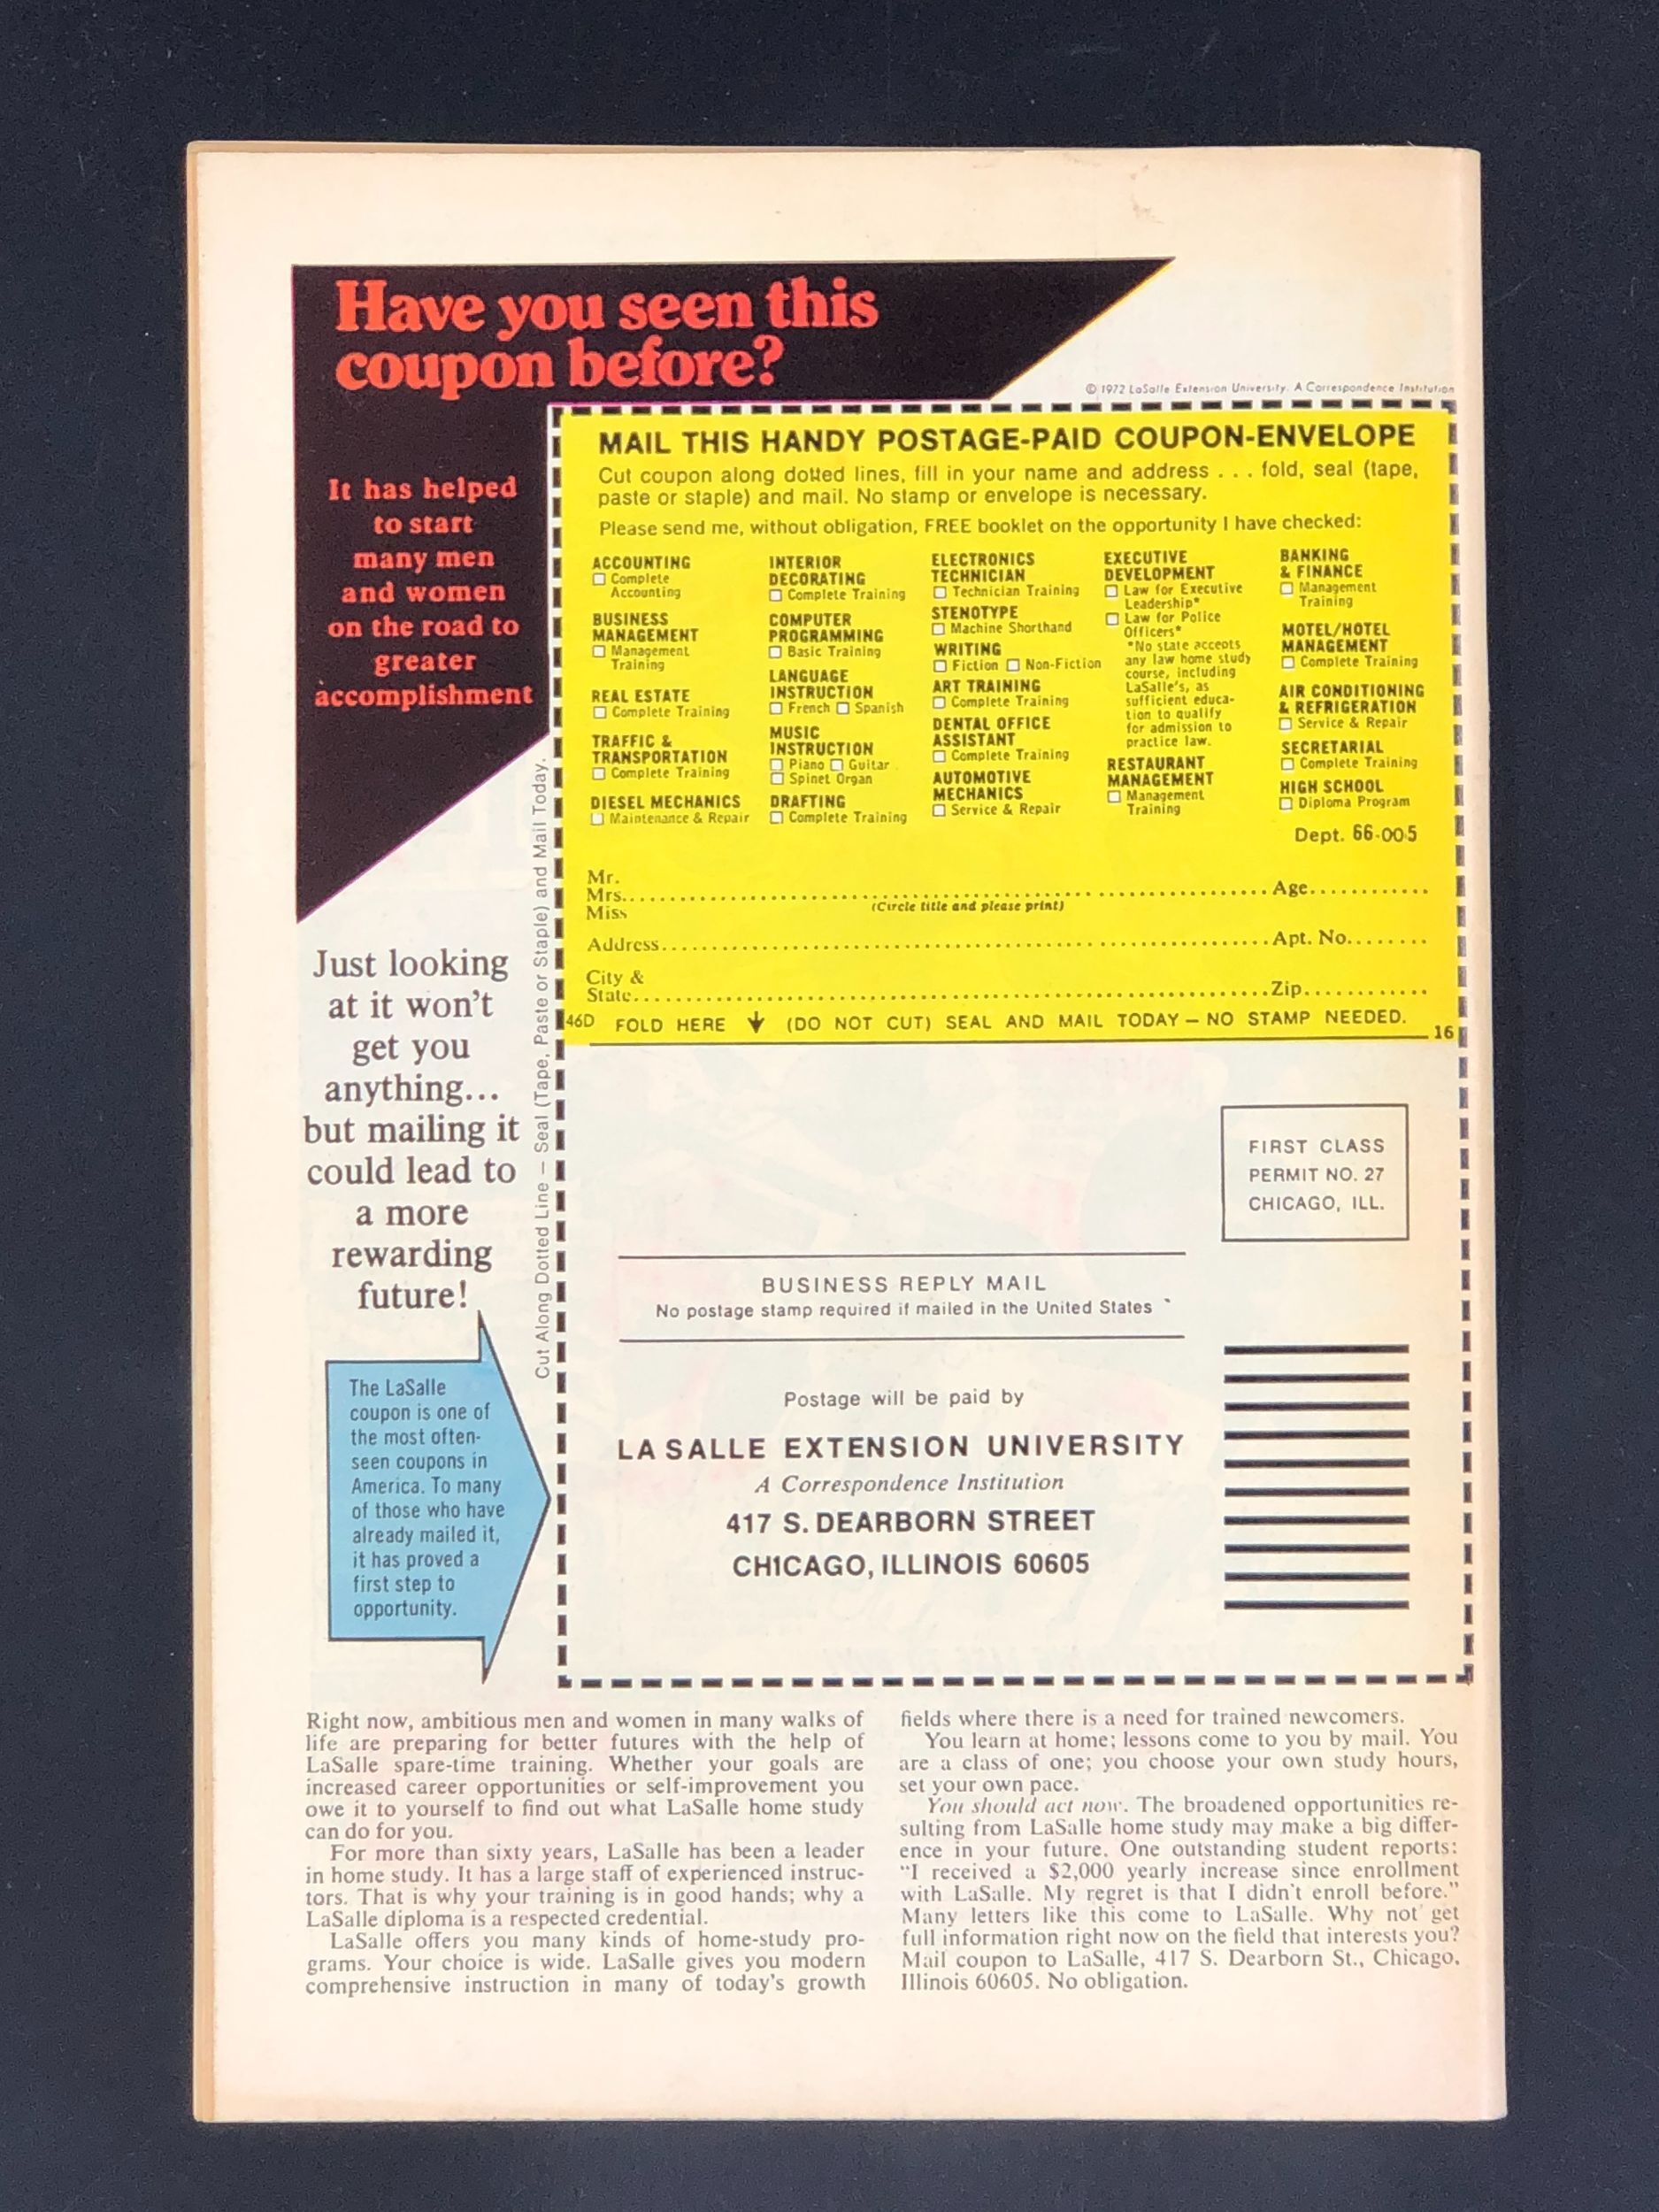 Have you seen this
coupon before?
© 1972 LaSalle Extension University. A Correspondence Institution
It has helped
to start
many men
and women
on the road to
greater
accomplishment
MAIL THIS HANDY POSTAGE-PAID COUPON-ENVELOPE
Cut coupon along dotted lines, fill in your name and address . . . fold, seal (tape,
paste or staple) and mail. No stamp or envelope is necessary.
Please send me, without obligation, FREE booklet on the opportunity I have checked:
ACCOUNTING
Complete
Accounting
BUSINESS
MANAGEMENT
Management
Training
REAL ESTATE
Complete Training
TRAFFIC &
TRANSPORTATION
Complete Training
DIESEL MECHANICS
Maintenance & Repair
INTERIOR
DECORATING
Complete Training
COMPUTER
PROGRAMMING
Basic Training
LANGUAGE
INSTRUCTION
French Spanish
MUSIC
INSTRUCTION
Piano Guitar
Spinet Organ
DRAFTING
Complete Training
ELECTRONICS
TECHNICIAN
Technician Training
STENOTYPE
Machine Shorthand
WRITING
Fiction Non-Fiction
ART TRAINING
Complete Training
DENTAL OFFICE
ASSISTANT
Complete Training
AUTOMOTIVE
MECHANICS
Service & Repair
EXECUTIVE
DEVELOPMENT
Law for Executive
Leadership*
Law for Police
Officers*
*No state accepts
any law home study
course, including
LaSalle's, as
sufficient educa-
tion to qualify
for admission to
practice law.
RESTAURANT
MANAGEMENT
Management
Training
BANKING
& FINANCE
Management
Training
MOTEL/HOTEL
MANAGEMENT
Complete Training
AIR CONDITIONING
& REFRIGERATION
Service & Repair
SECRETARIAL
Complete Training
HIGH SCHOOL
Diploma Program
Dept. 66-005
Mr.
Mrs. Age
Miss (Circle title and please print)
Address Apt. No.
City &
State Zip
46D FOLD HERE ↓ (DO NOT CUT) SEAL AND MAIL TODAY — NO STAMP NEEDED.
16
Cut Along Dotted Line — Seal (Tape, Paste or Staple) and Mail Today.
Just looking
at it won't
get you
anything...
but mailing it
could lead to
a more
rewarding
future!
The LaSalle
coupon is one of
the most often-
seen coupons in
America. To many
of those who have
already mailed it,
it has proved a
first step to
opportunity.
FIRST CLASS
PERMIT NO. 27
CHICAGO, ILL.
BUSINESS REPLY MAIL
No postage stamp required if mailed in the United States
Postage will be paid by
LA SALLE EXTENSION UNIVERSITY
A Correspondence Institution
417 S. DEARBORN STREET
CHICAGO, ILLINOIS 60605
Right now, ambitious men and women in many walks of
life are preparing for better futures with the help of
LaSalle spare-time training. Whether your goals are
increased career opportunities or self-improvement you
owe it to yourself to find out what LaSalle home study
can do for you.
For more than sixty years, LaSalle has been a leader
in home study. It has a large staff of experienced instruc-
tors. That is why your training is in good hands; why a
LaSalle diploma is a respected credential.
LaSalle offers you many kinds of home-study pro-
grams. Your choice is wide. LaSalle gives you modern
comprehensive instruction in many of today's growth
fields where there is a need for trained newcomers.
You learn at home; lessons come to you by mail. You
are a class of one; you choose your own study hours,
set your own pace.
You should act now. The broadened opportunities re-
sulting from LaSalle home study may make a big differ-
ence in your future. One outstanding student reports:
"I received a $2,000 yearly increase since enrollment
with LaSalle. My regret is that I didn't enroll before."
Many letters like this come to LaSalle. Why not get
full information right now on the field that interests you?
Mail coupon to LaSalle, 417 S. Dearborn St., Chicago,
Illinois 60605. No obligation.